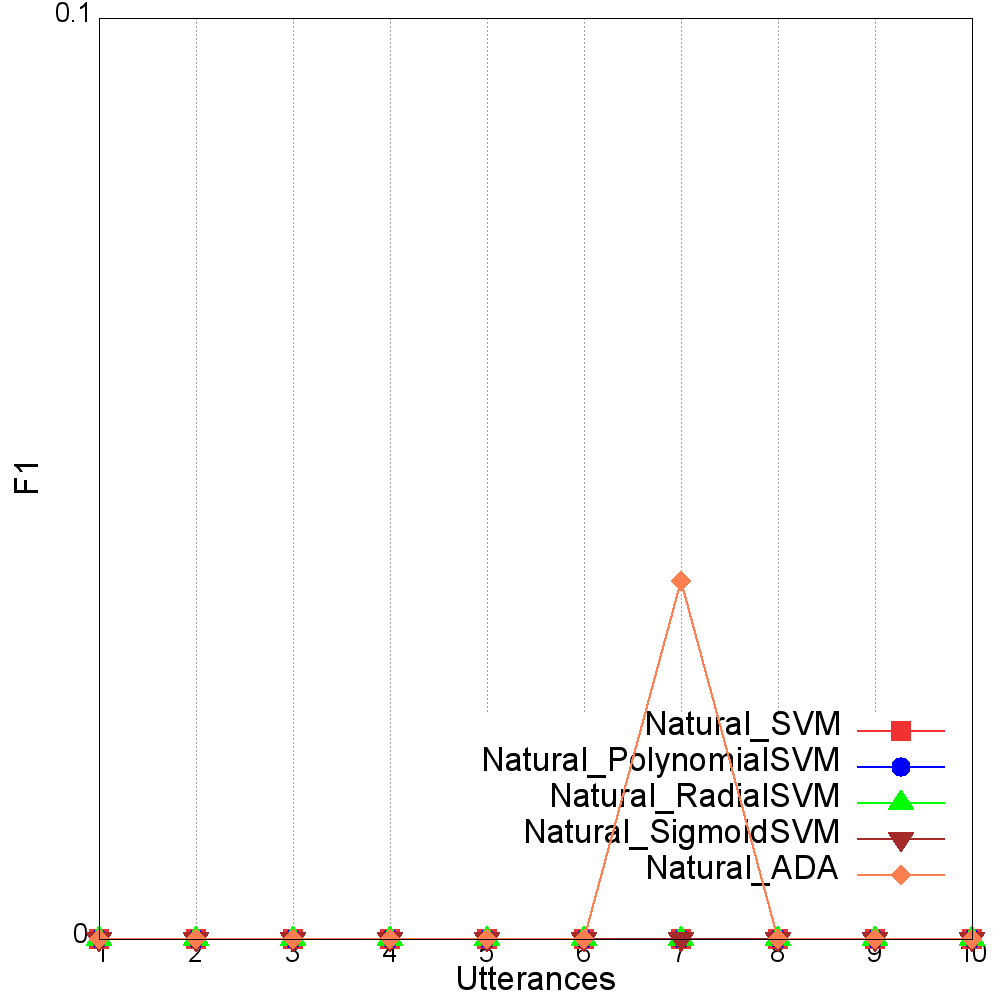 0.1
F1
Natural_SVM
Natural_PolynomialSVM
Natural_RadialSVM
Natural_SigmoidSVM
Natural_ADA
0
1 2 3 4 5 6 7 8 9 10
Utterances